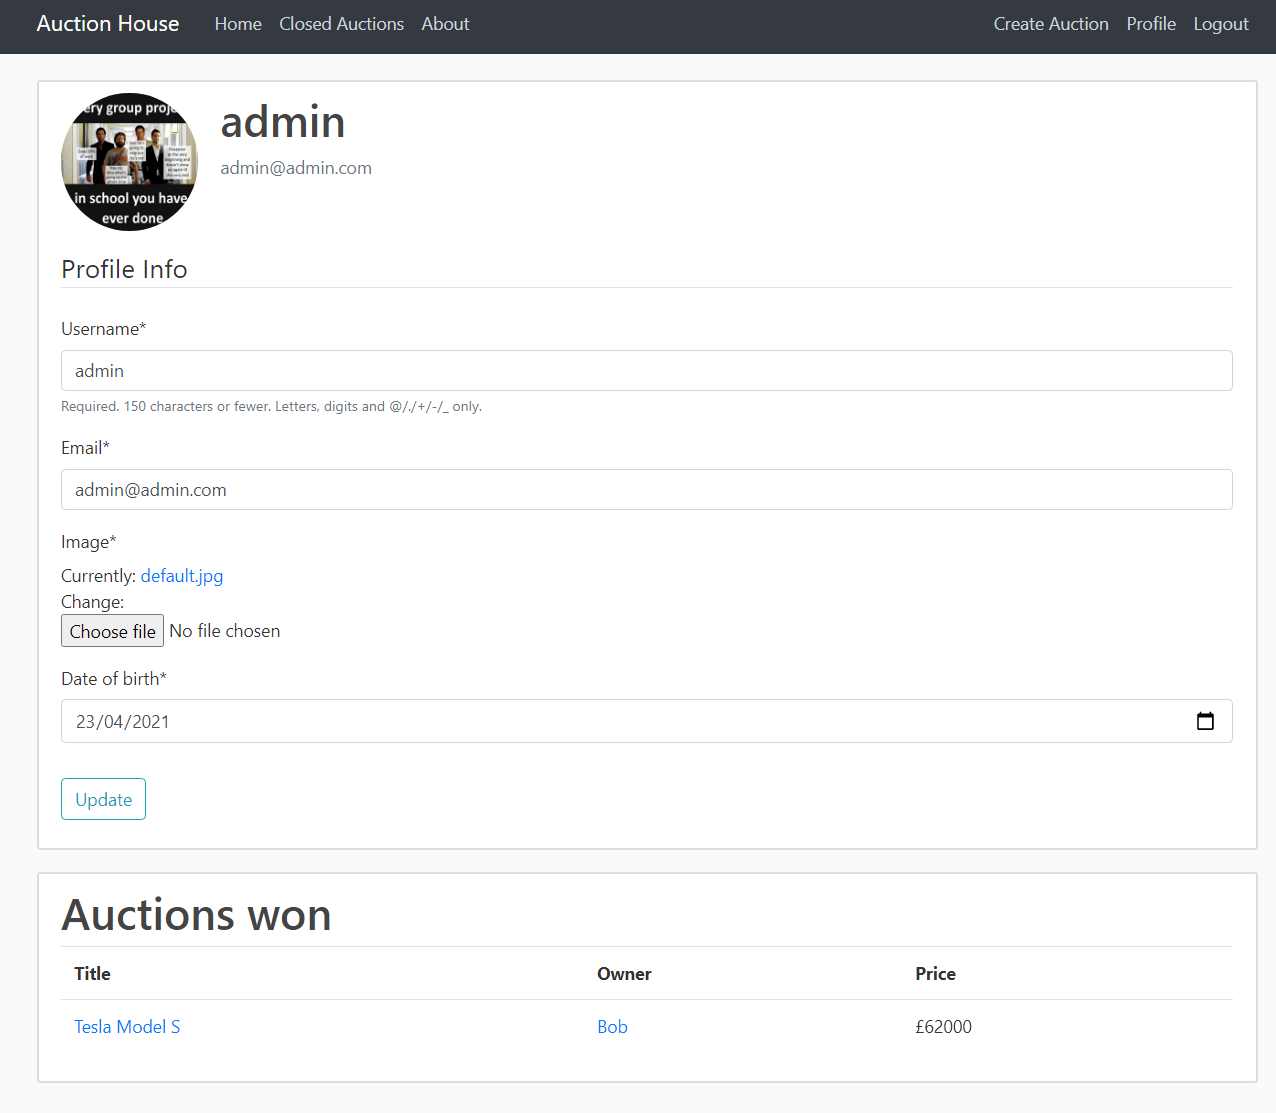 Auction House Home Closed Auctions About Create Auction Profile Logout
ery group proje
in school you have
ever done
admin
admin@admin.com
Profile Info
Username*
admin
Required. 150 characters or fewer. Letters, digits and @/./+/-/_ only.
Email*
admin@admin.com
Image*
Currently: default.jpg
Change:
Choose file No file chosen
Date of birth*
23/04/2021
Update
Auctions won
Title Owner Price
Tesla Model S Bob £62000